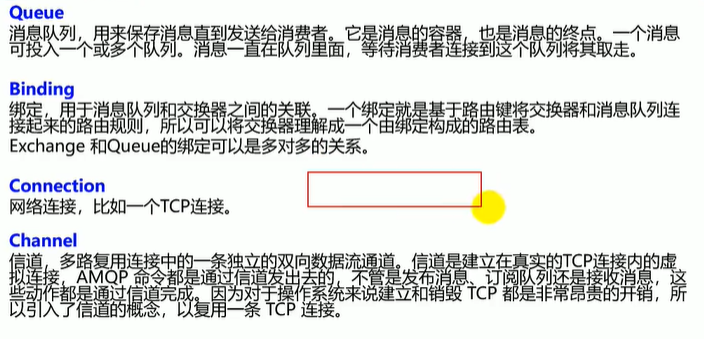 Queue
消息队列，用来保存消息直到发送给消费者。它是消息的容器，也是消息的终点。一个消息
可投入一个或多个队列。消息一直在队列里面，等待消费者连接到这个队列将其取走。
Binding
绑定，用于消息队列和交换器之间的关联。一个绑定就是基于路由键将交换器和消息队列连
接起来的路由规则，所以可以将交换器理解成一个由绑定构成的路由表。
Exchange 和Queue的绑定可以是多对多的关系。
Connection
网络连接，比如一个TCP连接。
Channel
信道，多路复用连接中的一条独立的双向数据流通道。信道是建立在真实的TCP连接内的虚
拟连接，AMQP 命令都是通过信道发出去的，不管是发布消息、订阅队列还是接收消息，这
些动作都是通过信道完成。因为对于操作系统来说建立和销毁 TCP 都是非常昂贵的开销，所
以引入了信道的概念，以复用一条 TCP 连接。